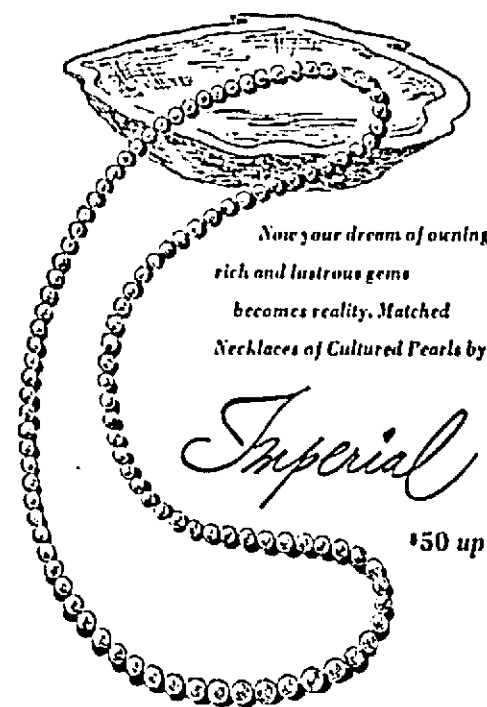 Now your dream of owning
rich and lustrous gems
becomes reality. Matched
Necklaces of Cultured Pearls by
Imperial
$50 up